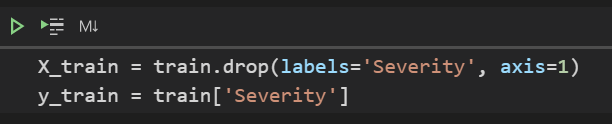 M↓
X_train = train.drop(labels='Severity', axis=1)
y_train = train['Severity']